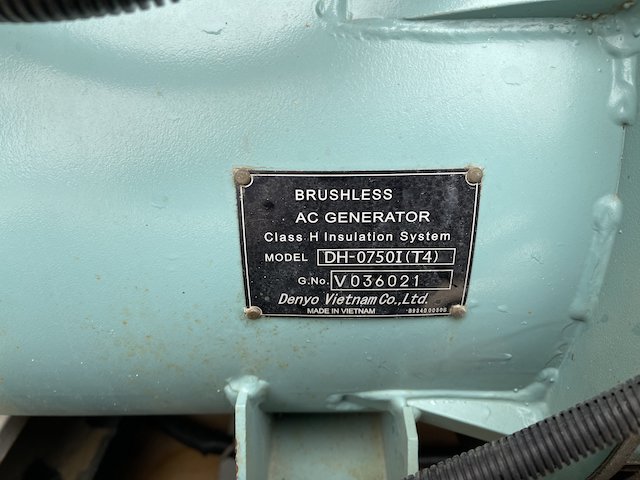 BRUSHLESS
AC GENERATOR
Class H Insulation System
MODEL DH-0750I(T4)
G.No. V036021
Denyo Vietnam Co.,Ltd.
MADE IN VIETNAM